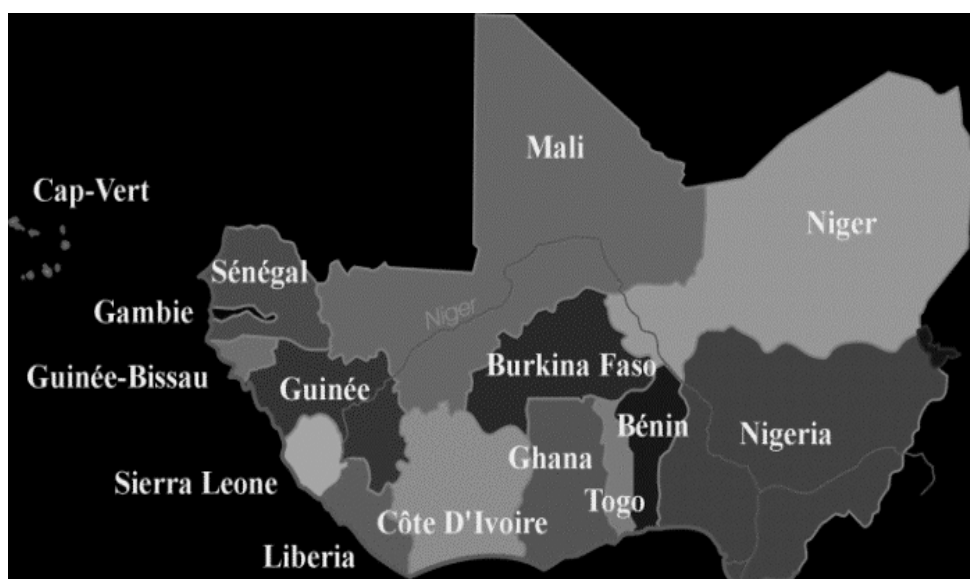 Mali
Cap-Vert
Niger
Sénégal
Gambie
Niger
Burkina Faso
Guinée-Bissau
Guinée
Bénin
Nigeria
Ghana
Sierra Leone
Togo
Côte D'Ivoire
Liberia